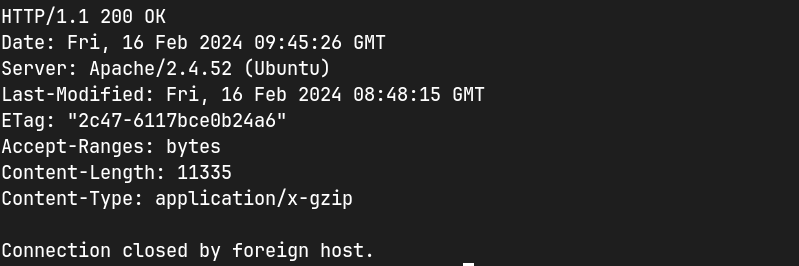 HTTP/1.1 200 OK
Date: Fri, 16 Feb 2024 09:45:26 GMT
Server: Apache/2.4.52 (Ubuntu)
Last-Modified: Fri, 16 Feb 2024 08:48:15 GMT
ETag: "2c47-6117bce0b24a6"
Accept-Ranges: bytes
Content-Length: 11335
Content-Type: application/x-gzip
Connection closed by foreign host.